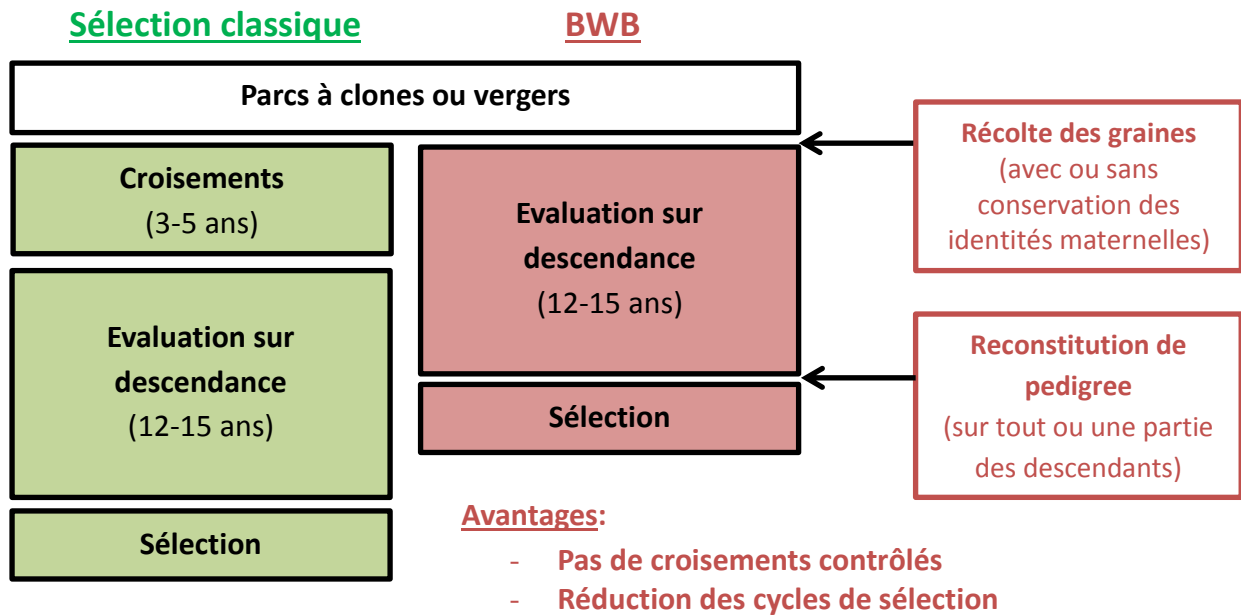 Sélection classique
BWB
Parcs à clones ou vergers
Croisements
(3-5 ans)
Evaluation sur
descendance
(12-15 ans)
Sélection
Evaluation sur
descendance
(12-15 ans)
Sélection
Récolte des graines
(avec ou sans
conservation des
identités maternelles)
Reconstitution de
pedigree
(sur tout ou une partie
des descendants)
Avantages:
- Pas de croisements contrôlés
- Réduction des cycles de sélection